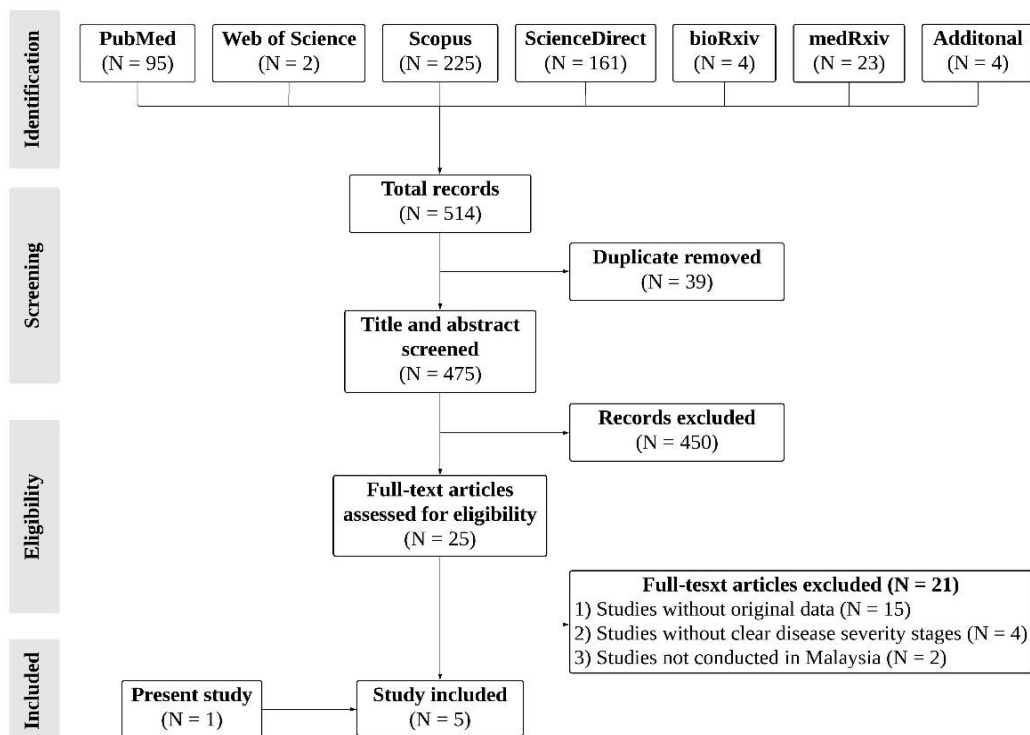 Identification
PubMed
(N = 95)
Web of Science
(N = 2)
Scopus
(N = 225)
ScienceDirect
(N = 161)
bioRxiv
(N = 4)
medRxiv
(N = 23)
Additonal
(N = 4)
Screening
Total records
(N = 514)
Duplicate removed
(N = 39)
Title and abstract
screened
(N = 475)
Eligibility
Records excluded
(N = 450)
Full-text articles
assessed for eligibility
(N = 25)
Full-tesxt articles excluded (N = 21)
1) Studies without original data (N = 15)
2) Studies without clear disease severity stages (N = 4)
3) Studies not conducted in Malaysia (N = 2)
Included
Present study
(N = 1)
Study included
(N = 5)